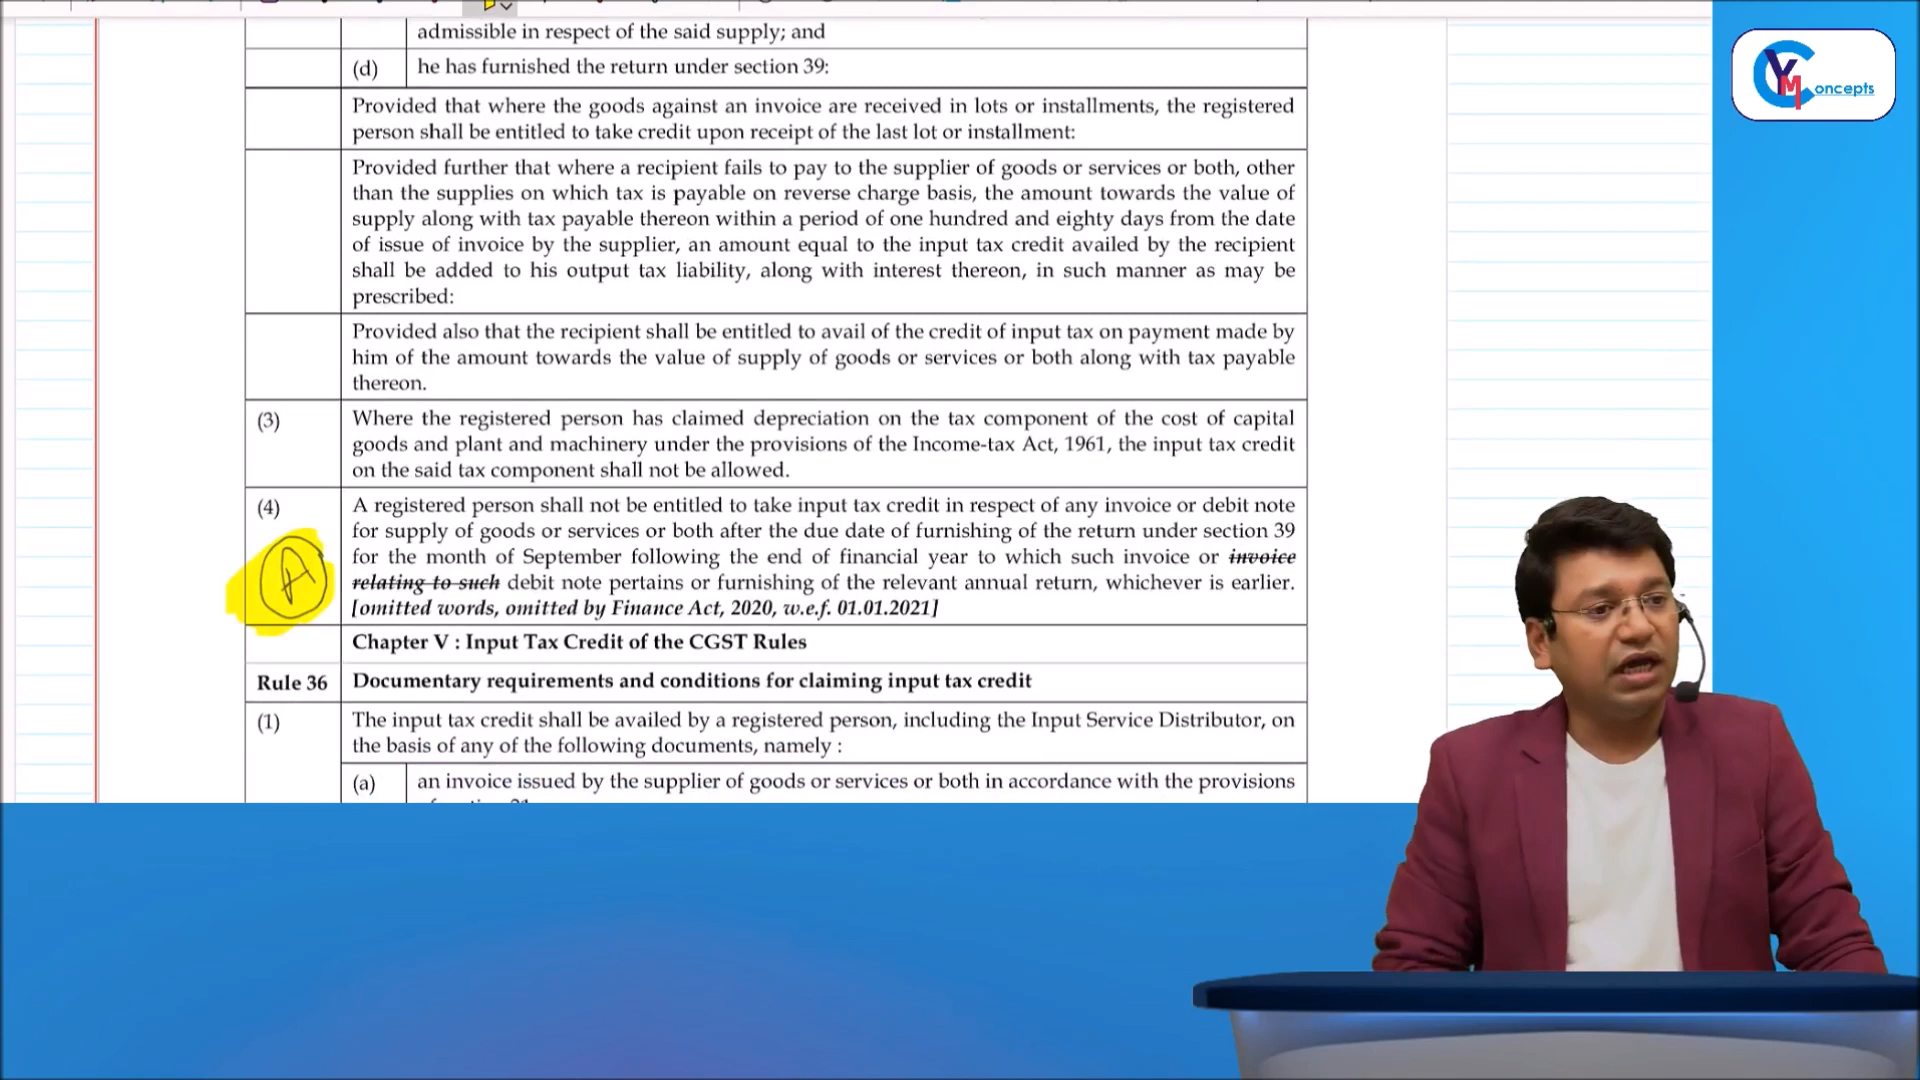 admissible in respect of the said supply; and
(d) he has furnished the return under section 39:
Provided that where the goods against an invoice are received in lots or installments, the registered
person shall be entitled to take credit upon receipt of the last lot or installment:
Provided further that where a recipient fails to pay to the supplier of goods or services or both, other
than the supplies on which tax is payable on reverse charge basis, the amount towards the value of
supply along with tax payable thereon within a period of one hundred and eighty days from the date
of issue of invoice by the supplier, an amount equal to the input tax credit availed by the recipient
shall be added to his output tax liability, along with interest thereon, in such manner as may be
prescribed:
Provided also that the recipient shall be entitled to avail of the credit of input tax on payment made by
him of the amount towards the value of supply of goods or services or both along with tax payable
thereon.
(3) Where the registered person has claimed depreciation on the tax component of the cost of capital
goods and plant and machinery under the provisions of the Income-tax Act, 1961, the input tax credit
on the said tax component shall not be allowed.
(4) A registered person shall not be entitled to take input tax credit in respect of any invoice or debit note
for supply of goods or services or both after the due date of furnishing of the return under section 39
for the month of September following the end of financial year to which such invoice or invoice
relating to such debit note pertains or furnishing of the relevant annual return, whichever is earlier.
[omitted words, omitted by Finance Act, 2020, w.e.f. 01.01.2021]
A
Chapter V : Input Tax Credit of the CGST Rules
Rule 36 Documentary requirements and conditions for claiming input tax credit
(1) The input tax credit shall be availed by a registered person, including the Input Service Distributor, on
the basis of any of the following documents, namely :
(a) an invoice issued by the supplier of goods or services or both in accordance with the provisions
YM Concepts